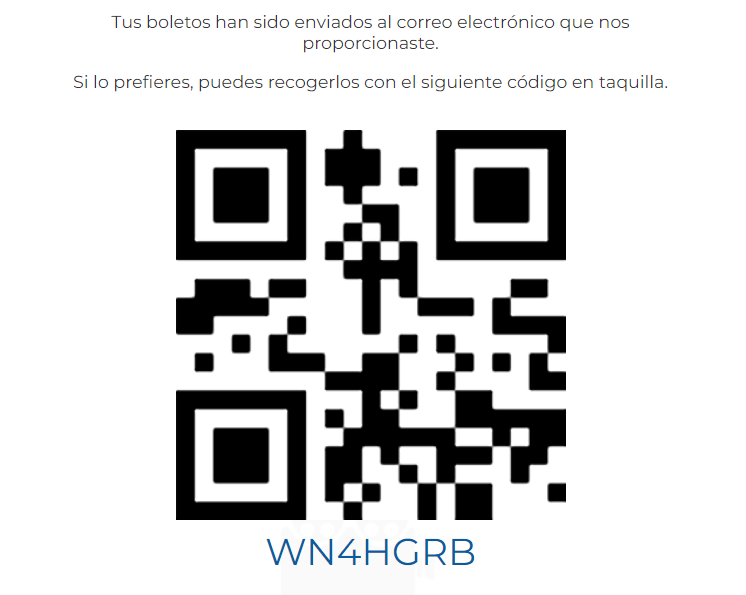 Tus boletos han sido enviados al correo electrónico que nos
proporcionaste.
Si lo prefieres, puedes recogerlos con el siguiente código en taquilla.
WN4HGRB